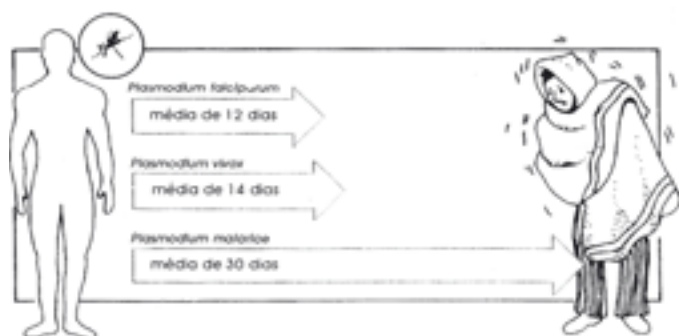 Plasmodium falciparum
média de 12 dias
Plasmodium vivax
média de 14 dias
Plasmodium malariae
média de 30 dias